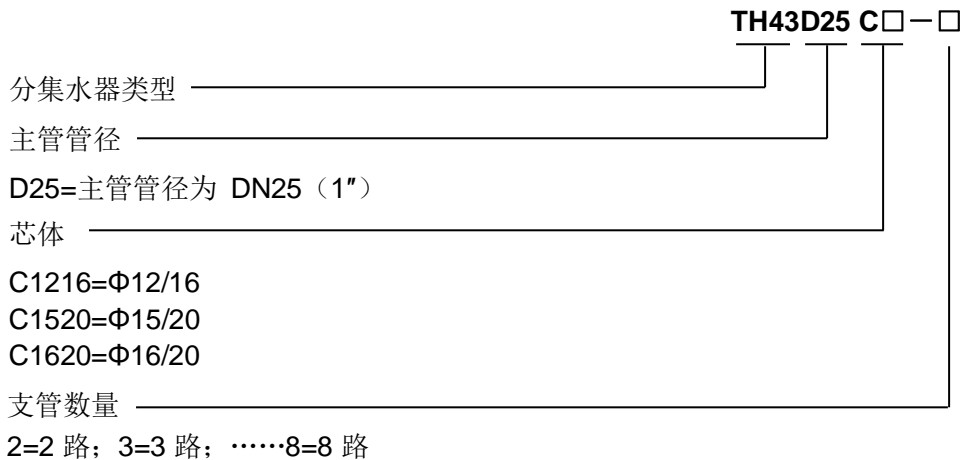 TH43D25 C□－□
分集水器类型
主管管径
D25=主管管径为 DN25（1″）
芯体
C1216=Φ12/16
C1520=Φ15/20
C1620=Φ16/20
支管数量
2=2 路；3=3 路；……8=8 路